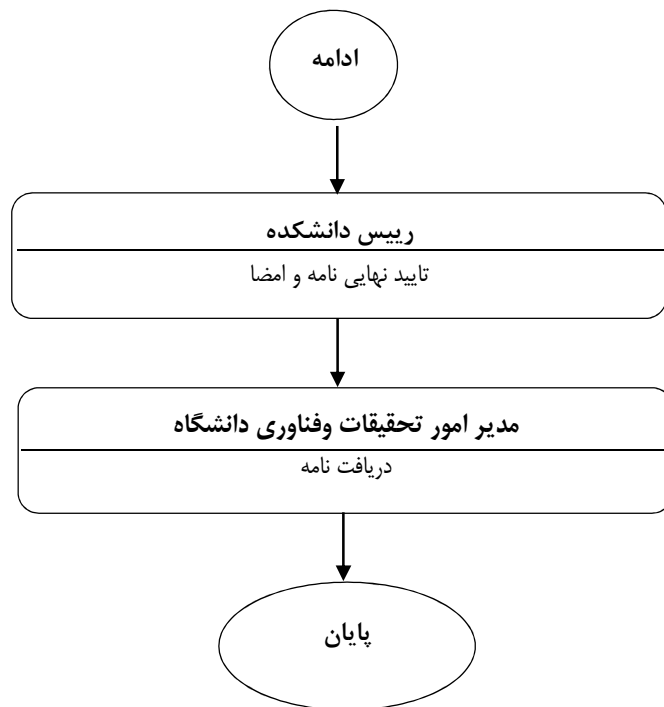 ادامه
رییس دانشکده
تایید نهایی نامه و امضا
مدیر امور تحقیقات وفناوری دانشگاه
دریافت نامه
پایان